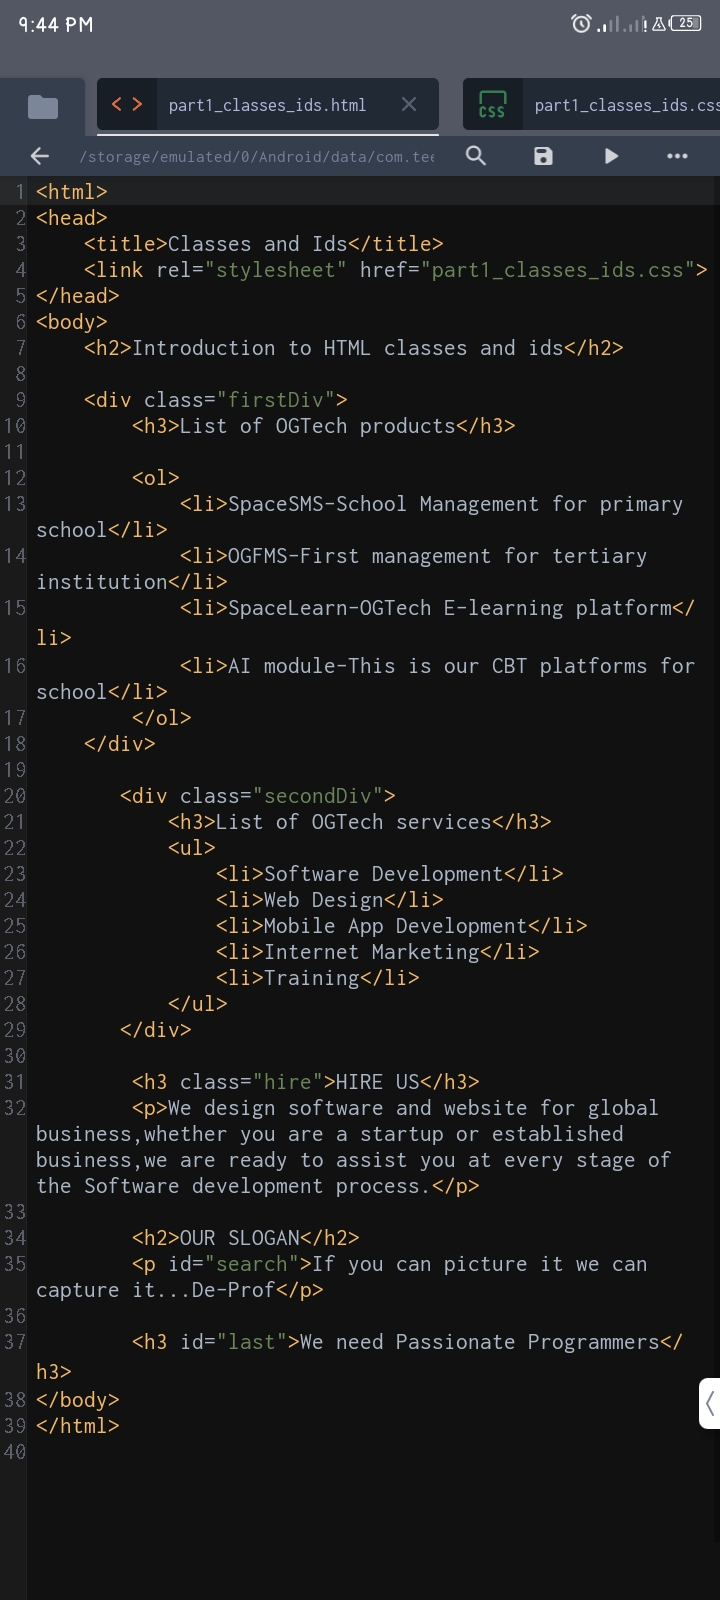 9:44 PM
25
part1_classes_ids.html
CSS
part1_classes_ids.css
/storage/emulated/0/Android/data/com.tee
1 <html>
2 <head>
3 <title>Classes and Ids</title>
4 <link rel="stylesheet" href="part1_classes_ids.css">
5 </head>
6 <body>
7 <h2>Introduction to HTML classes and ids</h2>
8
9 <div class="firstDiv">
10 <h3>List of OGTech products</h3>
11
12 <ol>
13 <li>SpaceSMS-School Management for primary
school</li>
14 <li>OGFMS-First management for tertiary
institution</li>
15 <li>SpaceLearn-OGTech E-learning platform</
li>
16 <li>AI module-This is our CBT platforms for
school</li>
17 </ol>
18 </div>
19
20 <div class="secondDiv">
21 <h3>List of OGTech services</h3>
22 <ul>
23 <li>Software Development</li>
24 <li>Web Design</li>
25 <li>Mobile App Development</li>
26 <li>Internet Marketing</li>
27 <li>Training</li>
28 </ul>
29 </div>
30
31 <h3 class="hire">HIRE US</h3>
32 <p>We design software and website for global
business,whether you are a startup or established
business,we are ready to assist you at every stage of
the Software development process.</p>
33
34 <h2>OUR SLOGAN</h2>
35 <p id="search">If you can picture it we can
capture it...De-Prof</p>
36
37 <h3 id="last">We need Passionate Programmers</
h3>
38 </body>
39 </html>
40